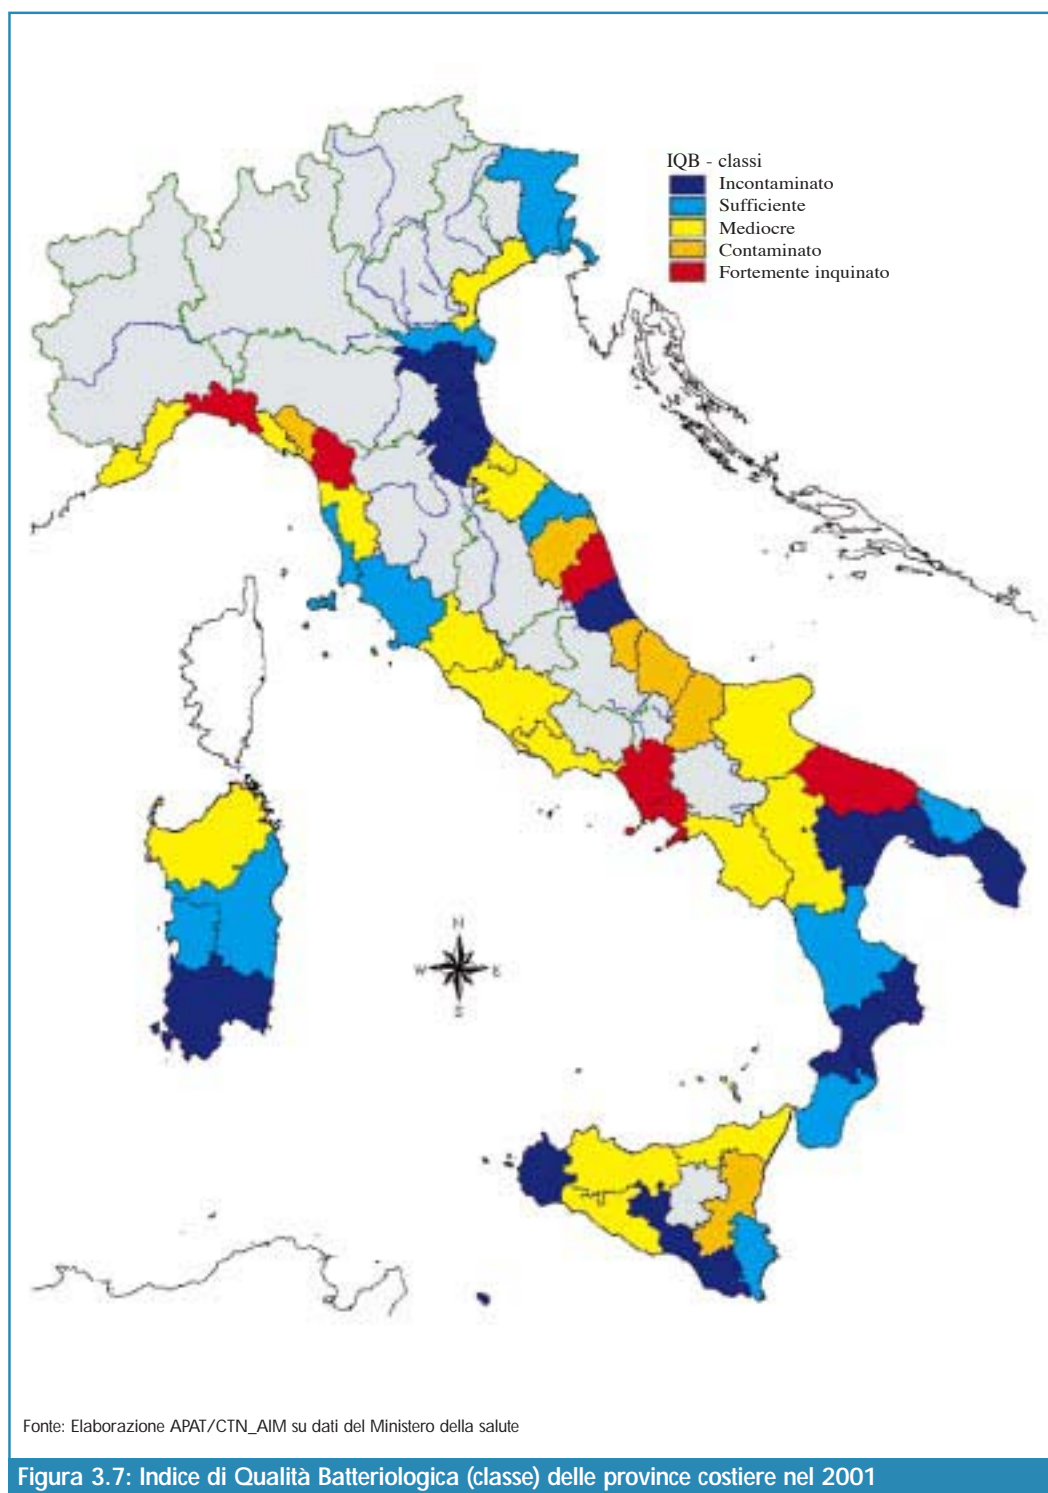 IQB - classi
Incontaminato
Sufficiente
Mediocre
Contaminato
Fortemente inquinato
N
W
E
S
Fonte: Elaborazione APAT/CTN_AIM su dati del Ministero della salute
Figura 3.7: Indice di Qualità Batteriologica (classe) delle province costiere nel 2001